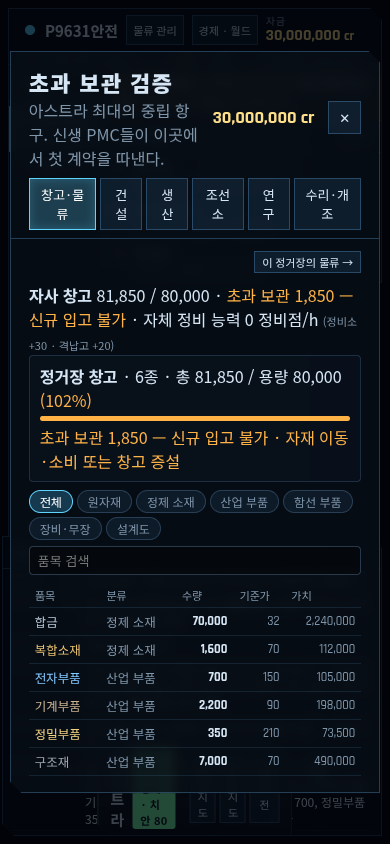 P9631안전 물류 관리 경제 · 월드 자금
30,000,000 cr
초과 보관 검증
아스트라 최대의 중립 항
구. 신생 PMC들이 이곳에
서 첫 계약을 따낸다.
30,000,000 cr ×
창고·물
류
건
설
생
산
조선
소
연
구
수리·개
조
이 정거장의 물류 →
자사 창고 81,850 / 80,000 · 초과 보관 1,850 —
신규 입고 불가 · 자체 정비 능력 0 정비점/h (정비소
+30 · 격납고 +20)
정거장 창고 · 6종 · 총 81,850 / 용량 80,000
(102%)
초과 보관 1,850 — 신규 입고 불가 · 자재 이동
·소비 또는 창고 증설
전체 원자재 정제 소재 산업 부품 함선 부품
장비·무장 설계도
품목 검색
품목 분류 수량 기준가 가치
합금 정제 소재 70,000 32 2,240,000
복합소재 정제 소재 1,600 70 112,000
전자부품 산업 부품 700 150 105,000
기계부품 산업 부품 2,200 90 198,000
정밀부품 산업 부품 350 210 73,500
구조재 산업 부품 7,000 70 490,000
기
35
트
라
· 치
안 80
지
도
지
도
전
700, 정밀부품